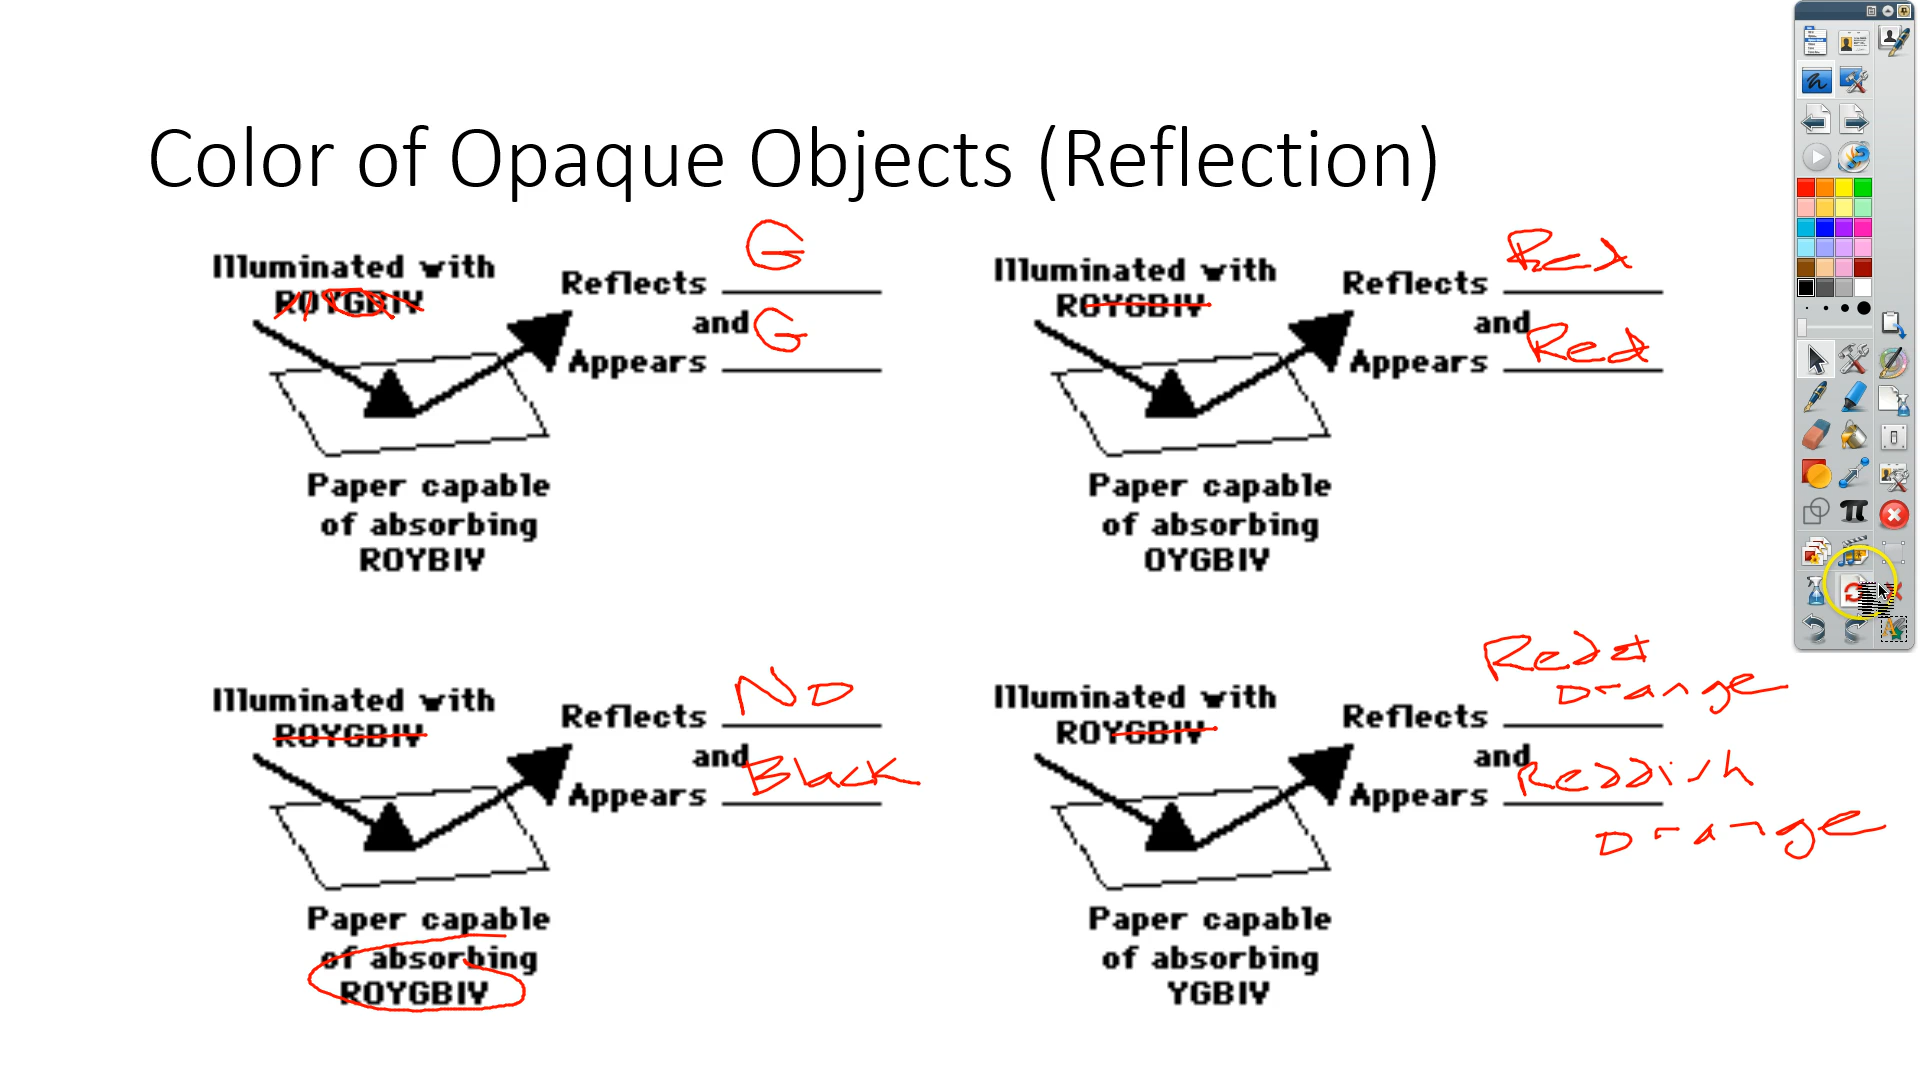 Color of Opaque Objects (Reflection)
G
Illuminated with
ROYGBIV
Reflects
and G
Appears
Paper capable
of absorbing
ROYBIV
Red
Illuminated with
ROYGBIV
Reflects
and
Red
Appears
Paper capable
of absorbing
OYGBIV
No
Illuminated with
ROYGBIV
Reflects
and
Black
Appears
Paper capable
of absorbing
ROYGBIV
Red +
orange
Illuminated with
ROYGBIV
Reflects
and
Reddish
Appears
orange
Paper capable
of absorbing
YGBIV